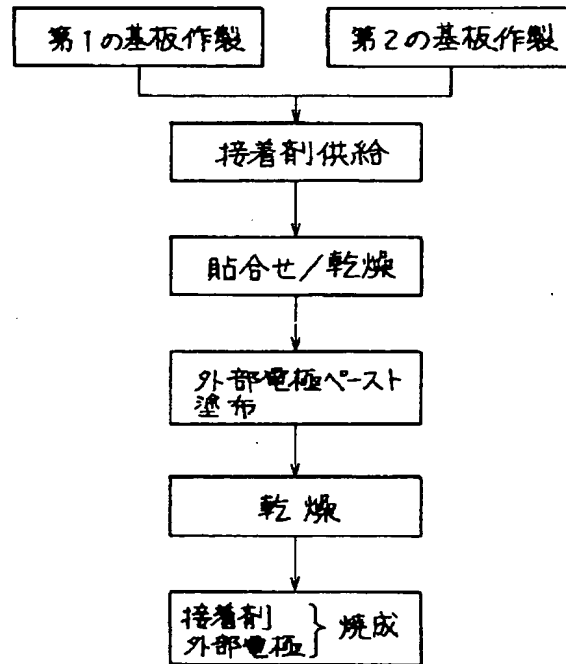 第1の基板作製
第2の基板作製
接着剤供給
貼合せ/乾燥
外部電極ペースト
塗布
乾燥
接着剤
外部電極 } 焼成